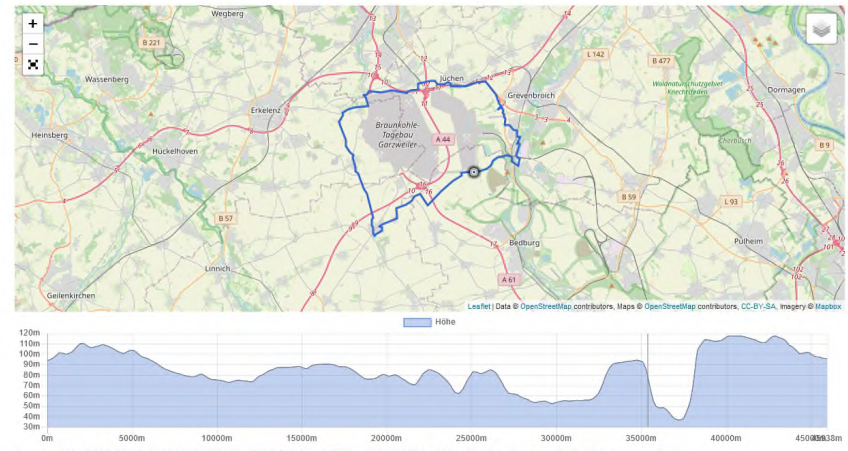 +
−
13
14
Wegberg
B 221
L 142
B 477
Wassenberg
Jüchen
Waldnaturschutzgebiet
Knechtsteden
Dormagen
Erkelenz
Grevenbroich
Braunkohle-
Tagebau
Garzweiler
A 44
Heinsberg
Hückelhoven
Chorbusch
B 9
B 59
L 93
B 57
Bedburg
Pulheim
Linnich
A 61
Geilenkirchen
Leaflet | Data © OpenStreetMap contributors, Maps © OpenStreetMap contributors, CC-BY-SA, Imagery © Mapbox
Höhe
120m
110m
100m
90m
80m
70m
60m
50m
40m
30m
0m 5000m 10000m 15000m 20000m 25000m 30000m 35000m 40000m